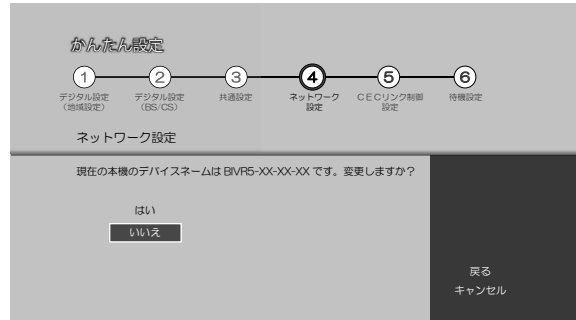 かんたん設定
1 2 3 4 5 6
デジタル設定 デジタル設定 共通設定 ネットワーク CECリンク制御 待機設定
(地域設定) (BS/CS) 設定 設定
ネットワーク設定
現在の本機のデバイスネームは BIVR5-XX-XX-XX です。変更しますか?
はい
いいえ
戻る
キャンセル